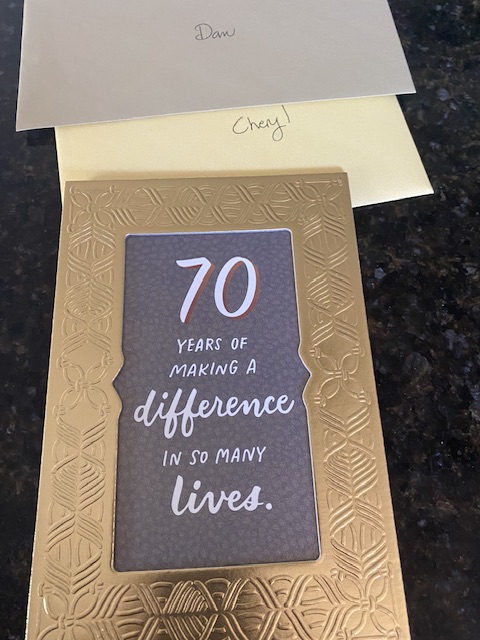 Dan
Cheryl
70
YEARS OF
MAKING A
difference
IN SO MANY
lives.